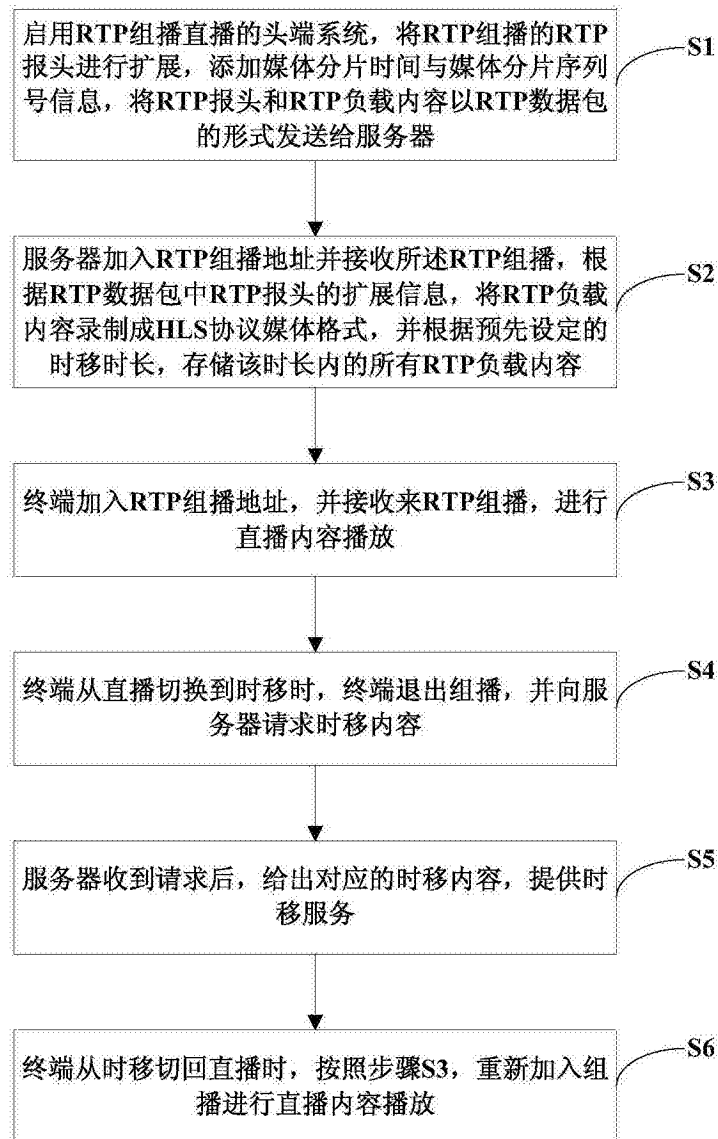 启用RTP组播直播的头端系统，将RTP组播的RTP
报头进行扩展，添加媒体分片时间与媒体分片序列
号信息，将RTP报头和RTP负载内容以RTP数据包
的形式发送给服务器
S1
服务器加入RTP组播地址并接收所述RTP组播，根
据RTP数据包中RTP报头的扩展信息，将RTP负载
内容录制成HLS协议媒体格式，并根据预先设定的
时移时长，存储该时长内的所有RTP负载内容
S2
终端加入RTP组播地址，并接收来RTP组播，进行
直播内容播放
S3
终端从直播切换到时移时，终端退出组播，并向服
务器请求时移内容
S4
服务器收到请求后，给出对应的时移内容，提供时
移服务
S5
终端从时移切回直播时，按照步骤S3，重新加入组
播进行直播内容播放
S6